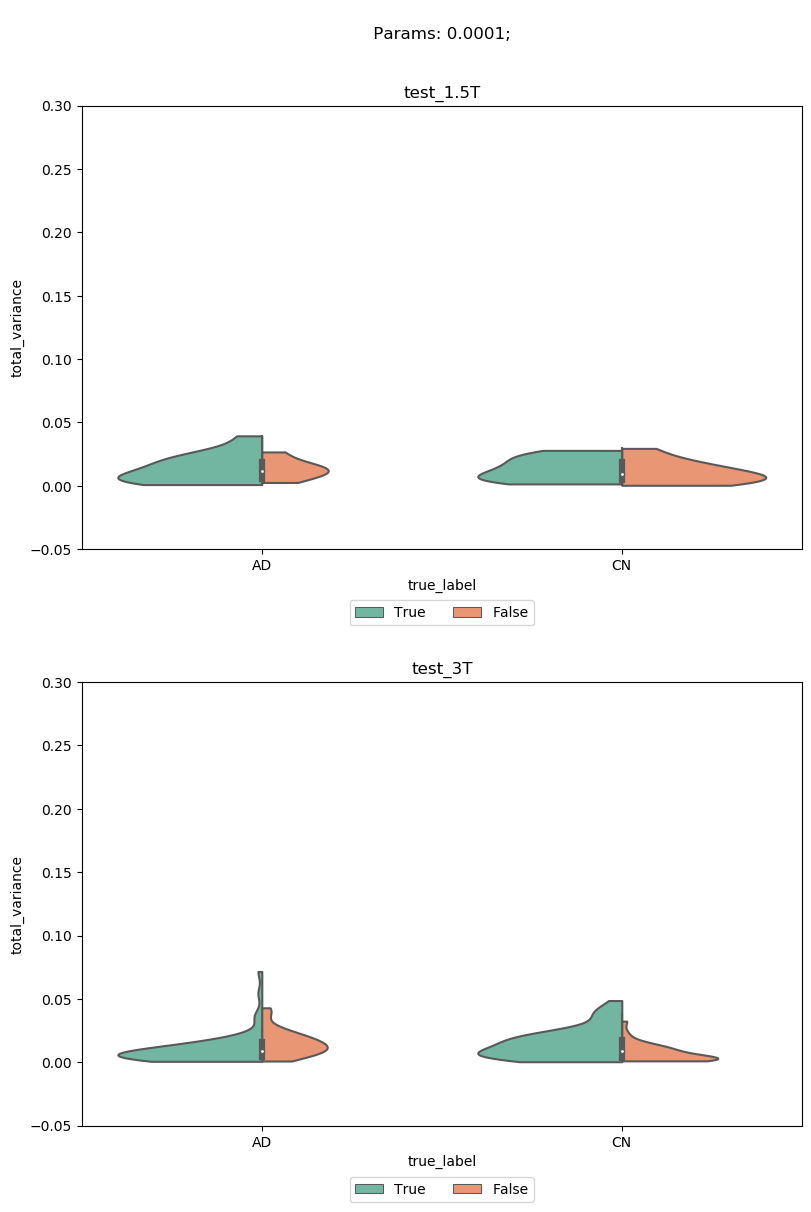 Params: 0.0001;
test_1.5T
0.30
0.25
0.20
0.15
0.10
0.05
0.00
−0.05
total_variance
AD CN
true_label
True False
test_3T
0.30
0.25
0.20
0.15
0.10
0.05
0.00
−0.05
total_variance
AD CN
true_label
True False